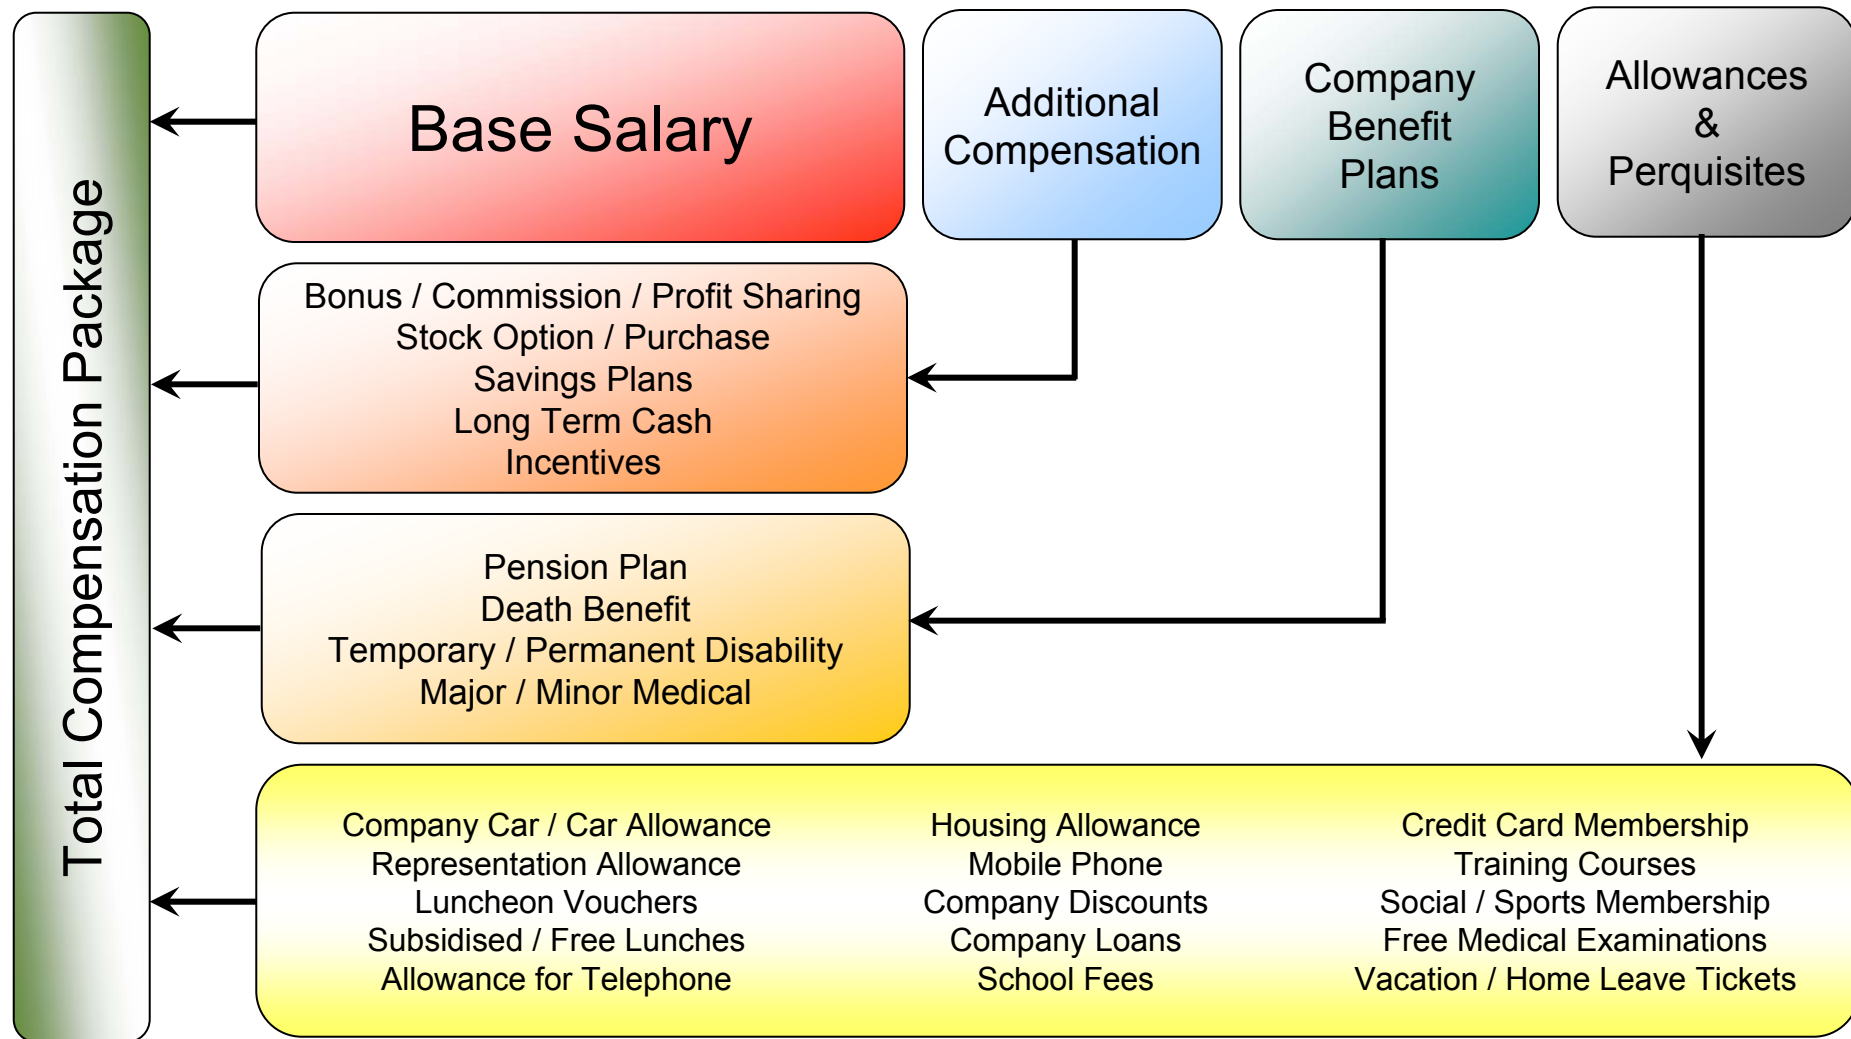 Total Compensation Package
Base Salary
Additional
Compensation
Company
Benefit
Plans
Allowances
&
Perquisites
Bonus / Commission / Profit Sharing
Stock Option / Purchase
Savings Plans
Long Term Cash
Incentives
Pension Plan
Death Benefit
Temporary / Permanent Disability
Major / Minor Medical
Company Car / Car Allowance
Representation Allowance
Luncheon Vouchers
Subsidised / Free Lunches
Allowance for Telephone
Housing Allowance
Mobile Phone
Company Discounts
Company Loans
School Fees
Credit Card Membership
Training Courses
Social / Sports Membership
Free Medical Examinations
Vacation / Home Leave Tickets